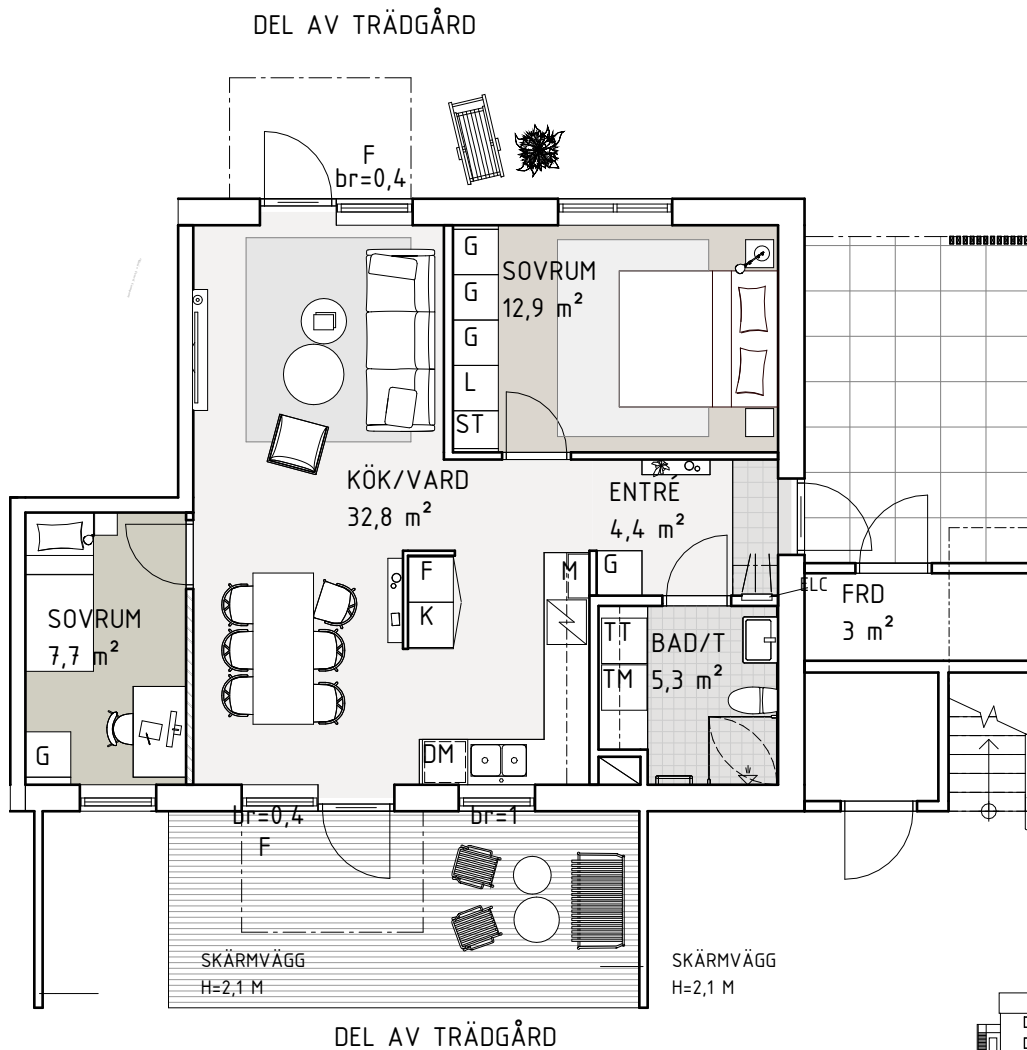 DEL AV TRÄDGÅRD
F
br=0,4
G
SOVRUM
12,9 m²
G
G
L
ST
KÖK/VARD
32,8 m²
ENTRÉ
4,4 m²
F
K
M
G
ELC
FRD
3 m²
SOVRUM
7,7 m²
TT
BAD/T
5,3 m²
TM
G
DM
br=0,4
F
br=1
SKÄRMVÄGG
H=2,1 M
SKÄRMVÄGG
H=2,1 M
DEL AV TRÄDGÅRD